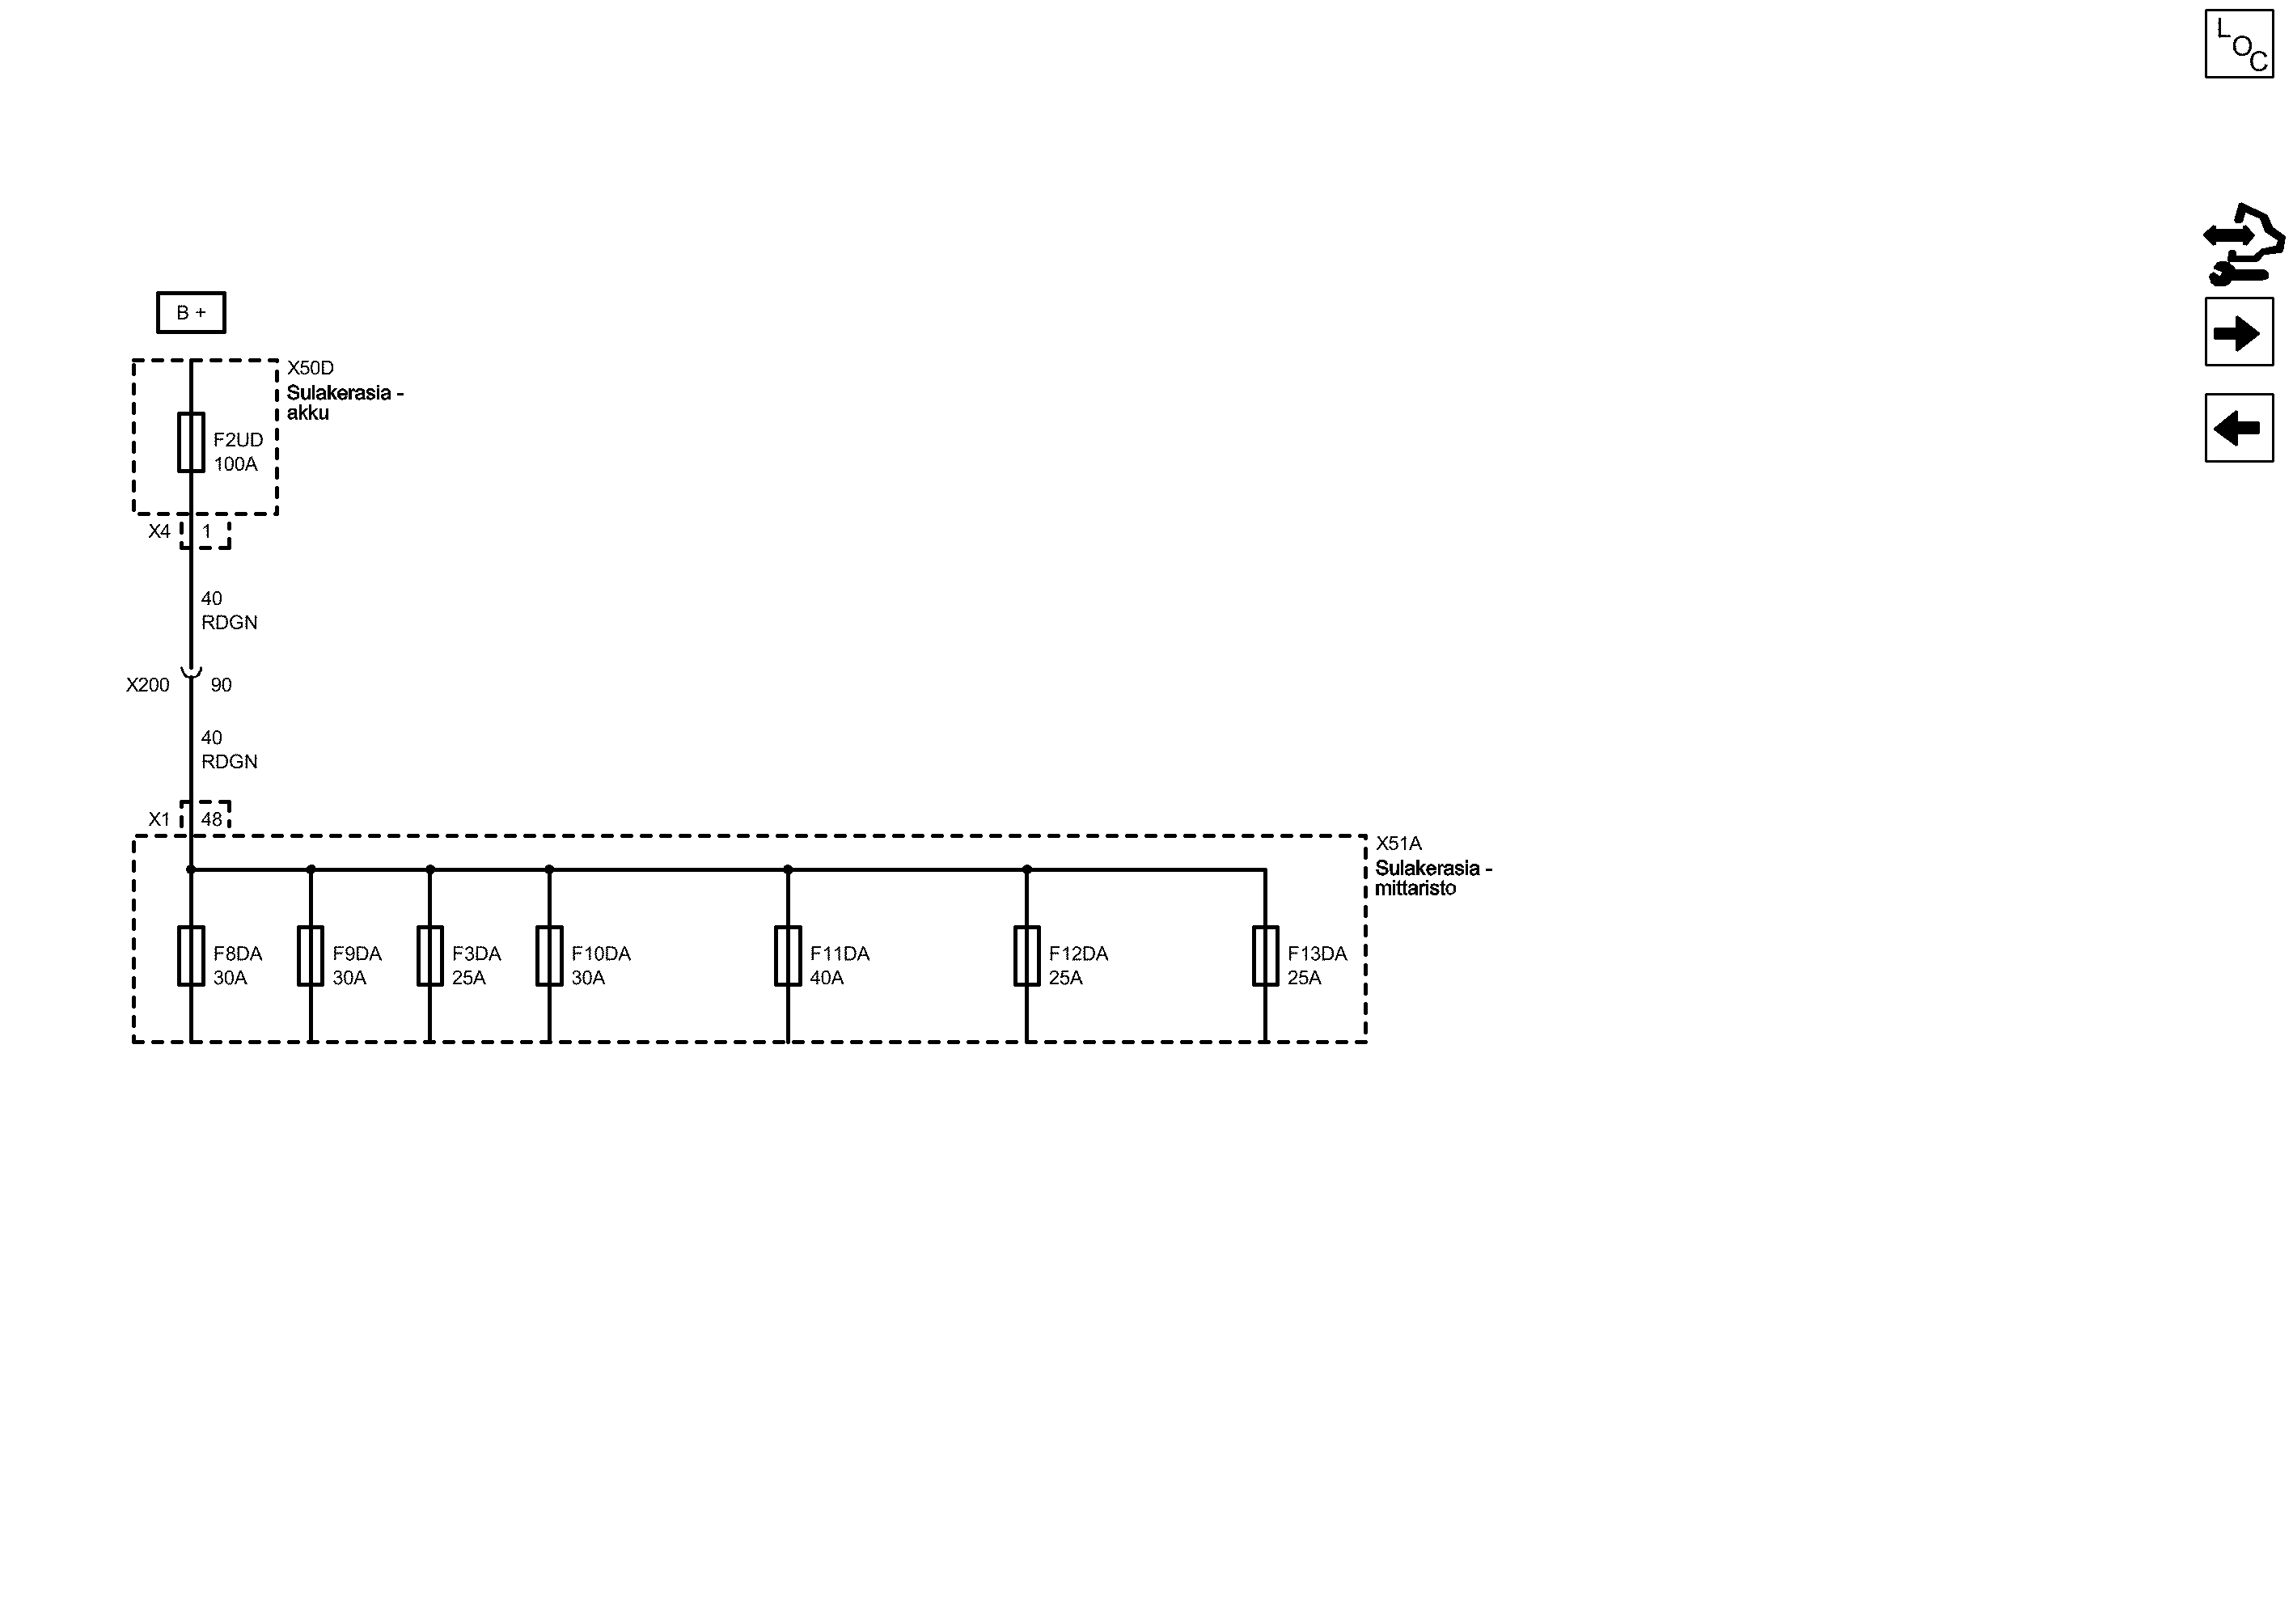 LOC
B +
X50D
Sulakerasia -
akku
F2UD
100A
X4 1
40
RDGN
X200 90
40
RDGN
X1 48
X51A
Sulakerasia -
mittaristo
F8DA F9DA F3DA F10DA F11DA F12DA F13DA
30A 30A 25A 30A 40A 25A 25A